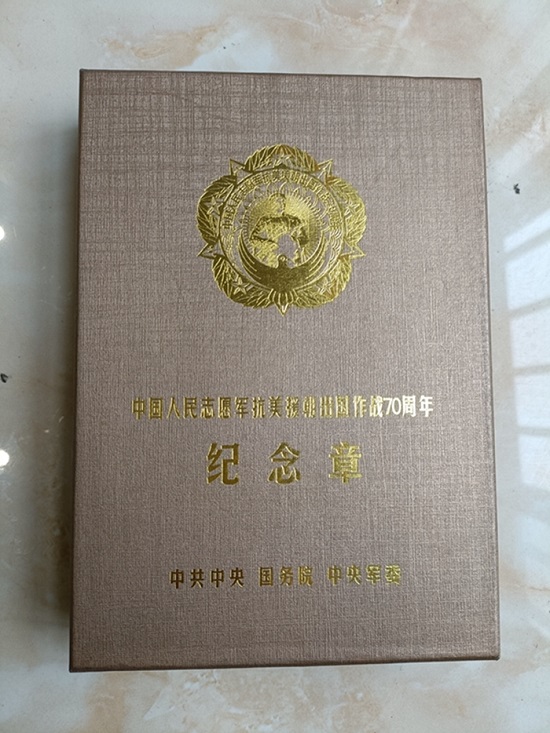 中国人民志愿军抗美援朝出国作战70周年
纪念章
中共中央 国务院 中央军委